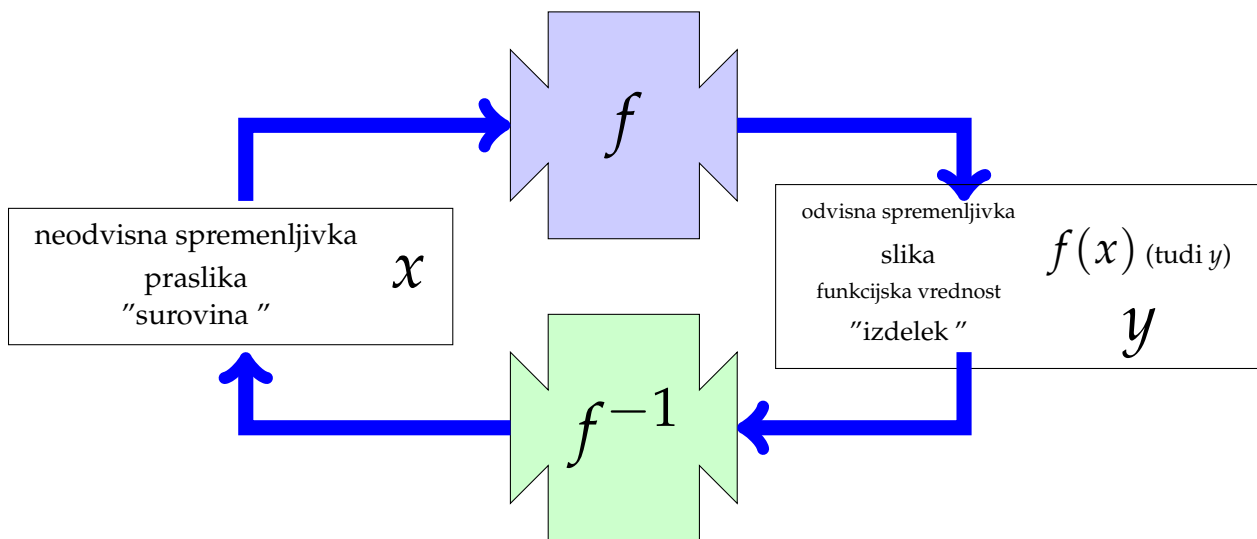 f
neodvisna spremenljivka
praslika
”surovina ”
x
odvisna spremenljivka
slika
funkcijska vrednost
”izdelek ”
f(x) (tudi y)
y
f⁻¹